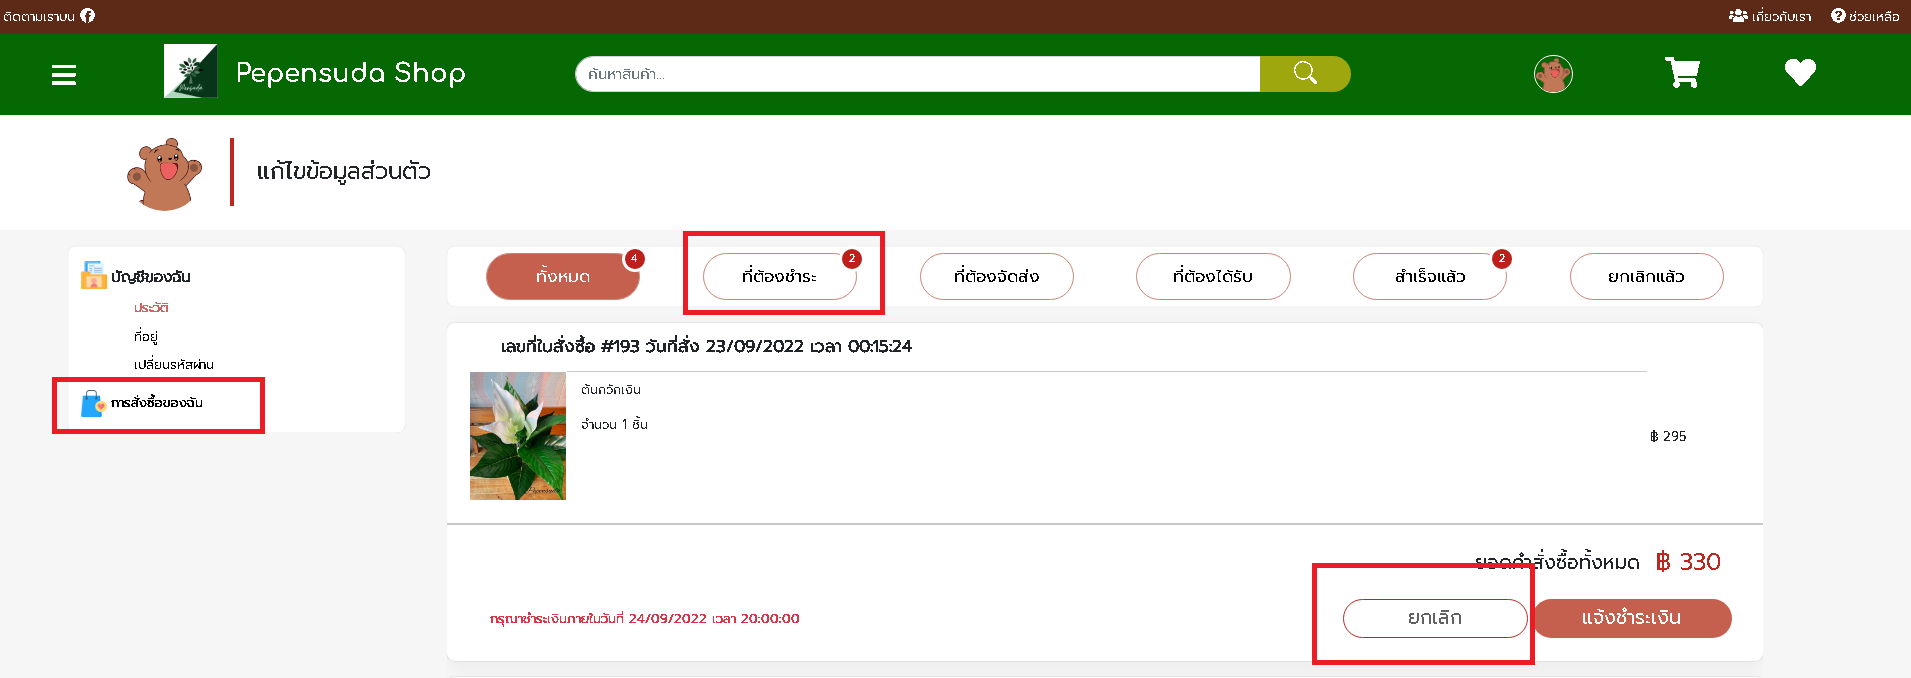 ติดตามเราบน
เกี่ยวกับเรา
ช่วยเหลือ
Pepensuda Shop
ค้นหาสินค้า...
แก้ไขข้อมูลส่วนตัว
บัญชีของฉัน
ประวัติ
ที่อยู่
เปลี่ยนรหัสผ่าน
การสั่งซื้อของฉัน
ทั้งหมด 4
ที่ต้องชำระ 2
ที่ต้องจัดส่ง
ที่ต้องได้รับ
สำเร็จแล้ว 2
ยกเลิกแล้ว
เลขที่ใบสั่งซื้อ #193 วันที่สั่ง 23/09/2022 เวลา 00:15:24
ต้นกวักเงิน
จำนวน 1 ชิ้น
฿ 295
ยอดคำสั่งซื้อทั้งหมด ฿ 330
กรุณาชำระเงินภายในวันที่ 24/09/2022 เวลา 20:00:00
ยกเลิก
แจ้งชำระเงิน